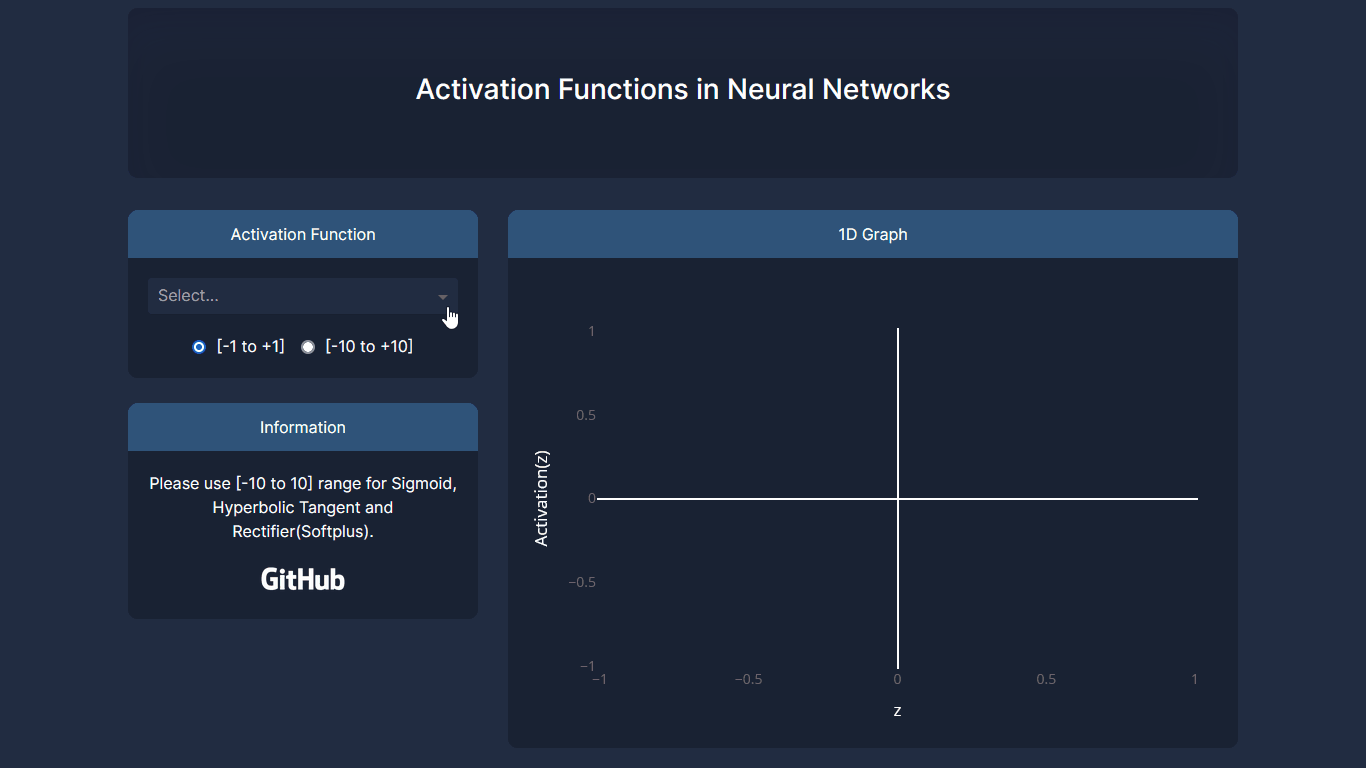 Activation Functions in Neural Networks
Activation Function
Select...
[-1 to +1] [-10 to +10]
Information
Please use [-10 to 10] range for Sigmoid,
Hyperbolic Tangent and
Rectifier(Softplus).
GitHub
1D Graph
Activation(z)
1
0.5
0
−0.5
−1
−1 −0.5 0 0.5 1
z